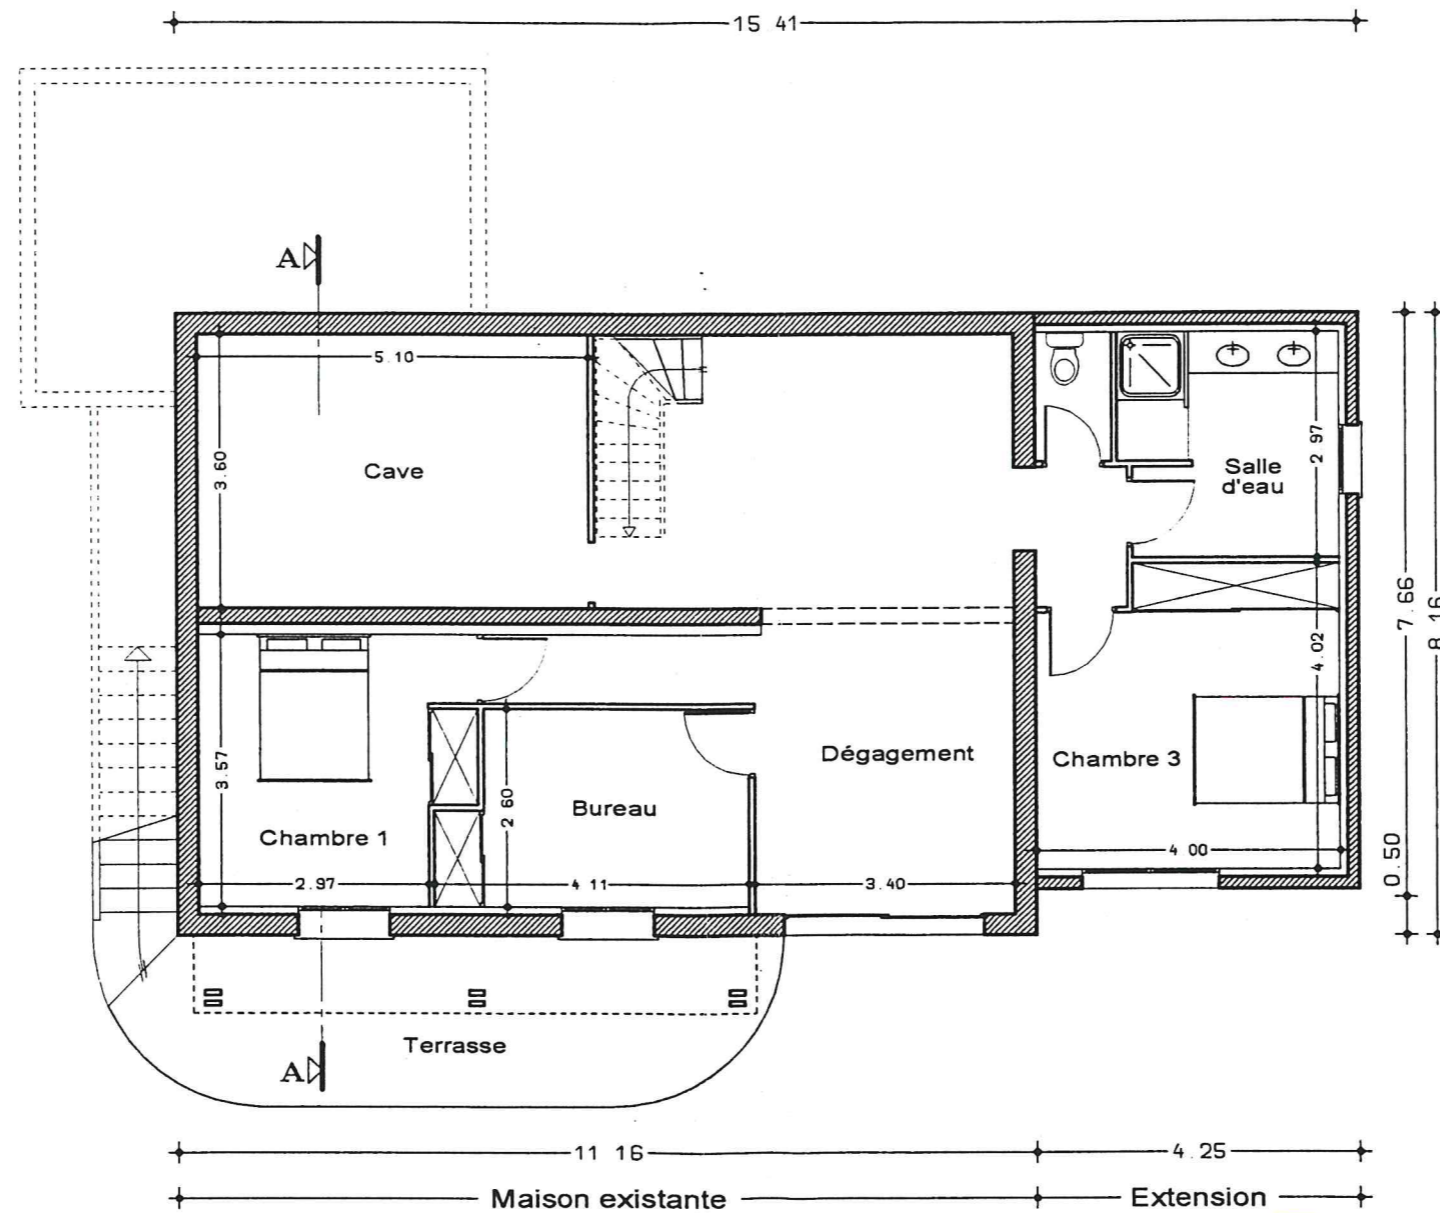 15 41
A
5.10
3.60
Cave
2.97
Salle
d'eau
7.66
8.16
4.02
3.57
Dégagement
Chambre 3
2 60
Bureau
Chambre 1
4 00
0.50
2.97
4 11
3.40
Terrasse
A
11 16
4.25
Maison existante
Extension